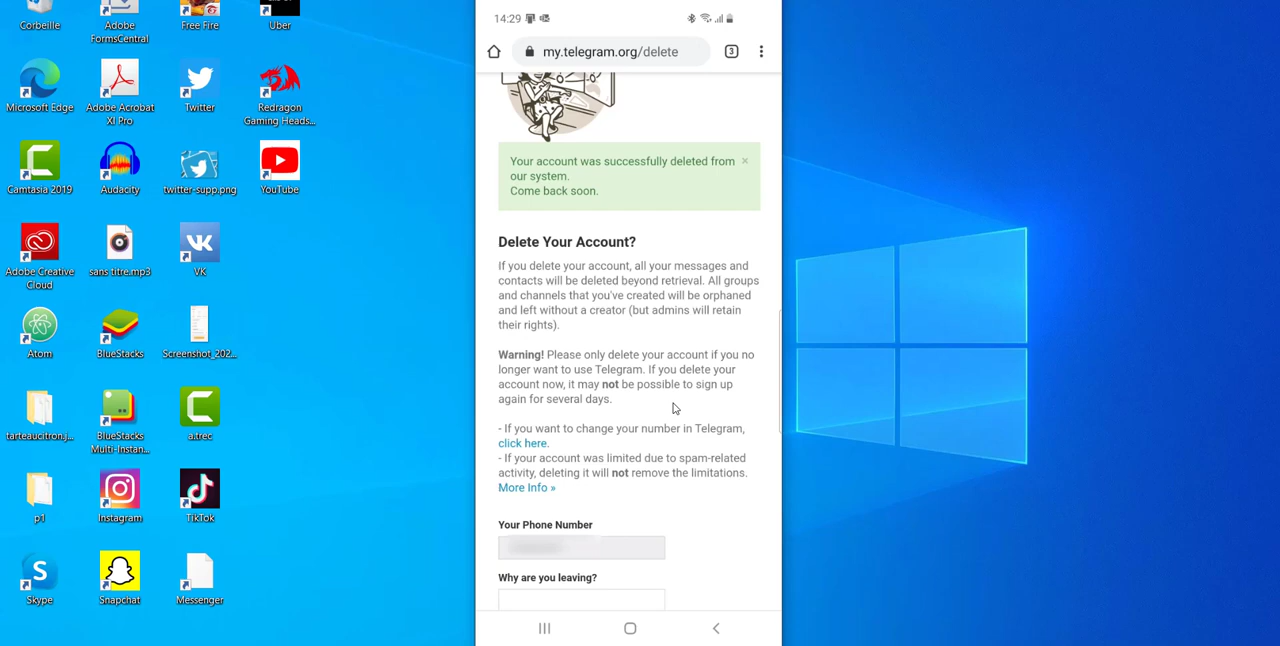 Corbeille
Adobe
FormsCentral
Free Fire
Uber
Microsoft Edge
Adobe Acrobat
XI Pro
Twitter
Redragon
Gaming Heads...
Camtasia 2019
Audacity
twitter-supp.png
YouTube
Adobe Creative
Cloud
sans titre.mp3
VK
Atom
BlueStacks
Screenshot_202...
tarteaucitron.j...
BlueStacks
Multi-Instan...
a.trec
p1
Instagram
TikTok
Skype
Snapchat
Messenger
14:29
my.telegram.org/delete
3
Your account was successfully deleted from
our system.
Come back soon.
×
Delete Your Account?
If you delete your account, all your messages and
contacts will be deleted beyond retrieval. All groups
and channels that you've created will be orphaned
and left without a creator (but admins will retain
their rights).
Warning! Please only delete your account if you no
longer want to use Telegram. If you delete your
account now, it may not be possible to sign up
again for several days.
- If you want to change your number in Telegram,
click here.
- If your account was limited due to spam-related
activity, deleting it will not remove the limitations.
More Info »
Your Phone Number
Why are you leaving?